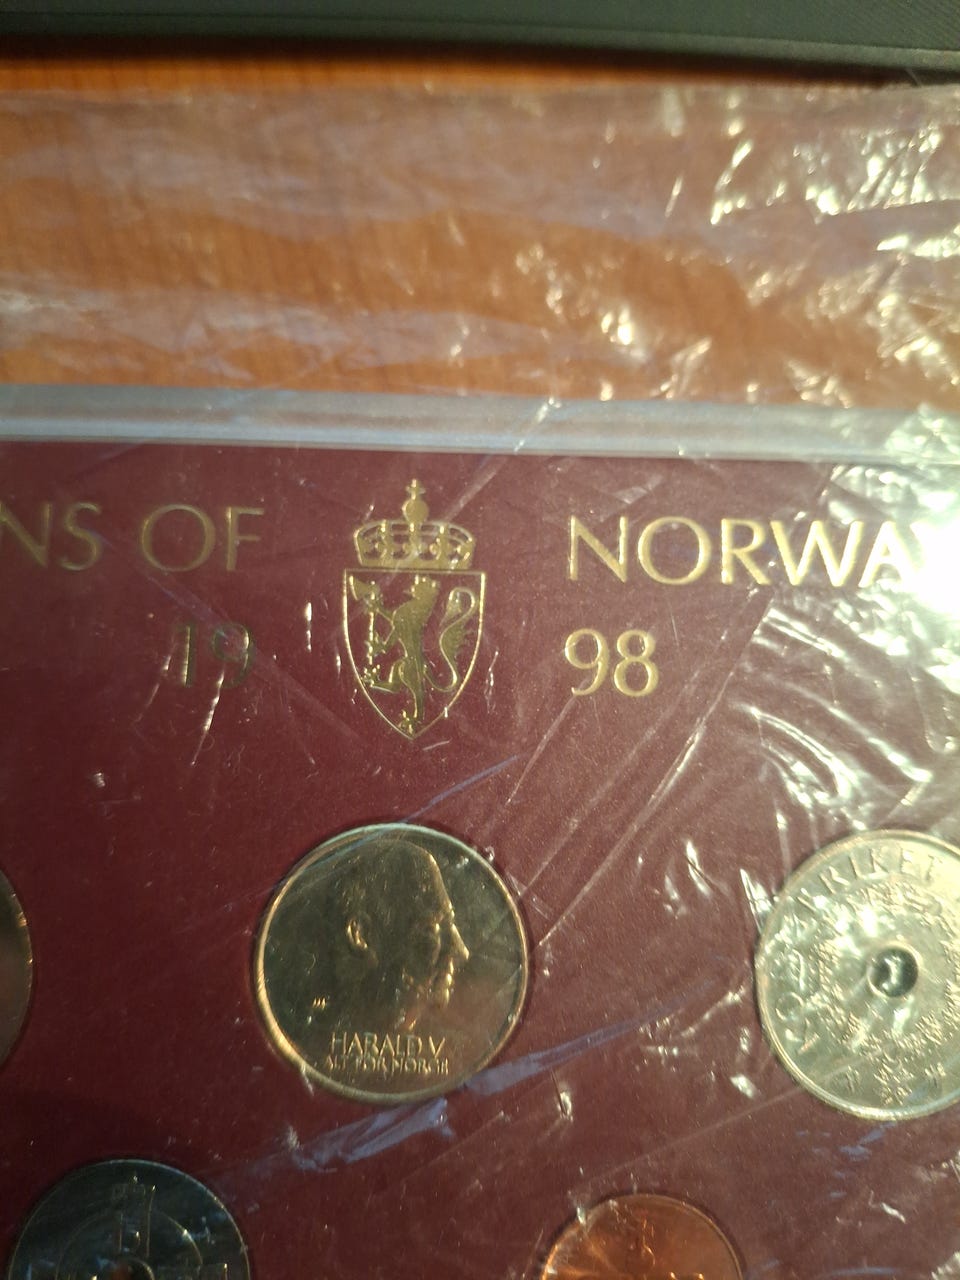 NS OF NORWA
19 98
HARALD V
ALT FOR NORGE